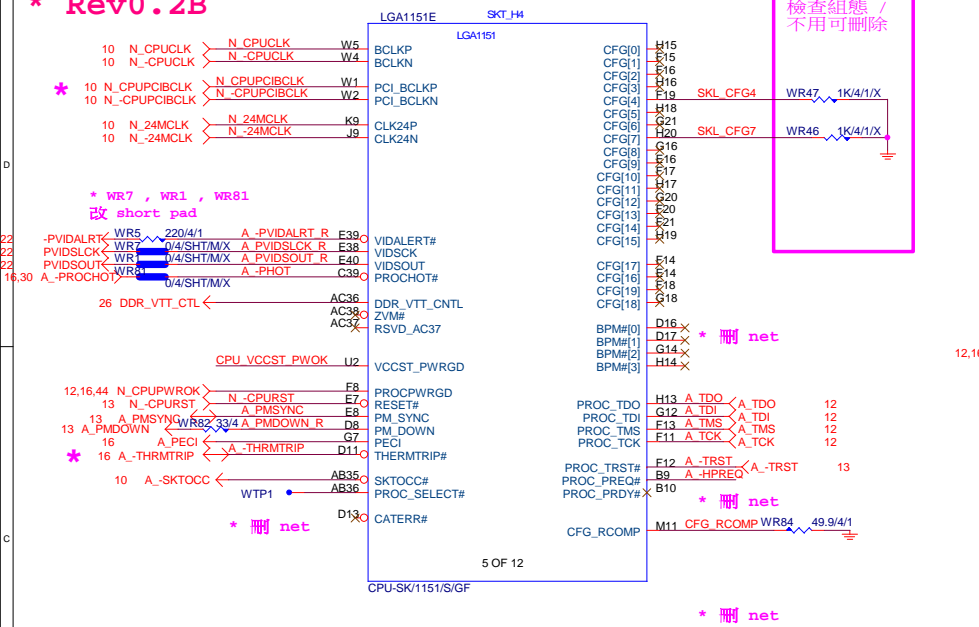 * Rev0.2B
檢查組態 /
不用可刪除
LGA1151E SKT_H4
LGA1151
10 N_CPUCLK N_CPUCLK W5 BCLKP
10 N_-CPUCLK N_-CPUCLK W4 BCLKN
* 10 N_CPUPCIBCLK N_CPUPCIBCLK W1 PCI_BCLKP
10 N_-CPUPCIBCLK N_-CPUPCIBCLK W2 PCI_BCLKN
10 N_24MCLK N_24MCLK K9 CLK24P
10 N_-24MCLK N_-24MCLK J9 CLK24N
CFG[0] H15
CFG[1] F15
CFG[2] F16
CFG[3] H16
CFG[4] F19 SKL_CFG4 WR47 1K/4/1/X
CFG[5] H18
CFG[6] G21
CFG[7] H20 SKL_CFG7 WR46 1K/4/1/X
CFG[8] G16
CFG[9] E16
CFG[10] F17
CFG[11] H17
CFG[12] G20
CFG[13] F20
CFG[14] F21
CFG[15] H19
D
* WR7 , WR1 , WR81
改 short pad
22 -PVIDALRT WR5 220/4/1 A_-PVIDALRT_R E39 VIDALERT#
22 PVIDSLCK WR7 0/4/SHT/M/X A_PVIDSLCK_R E38 VIDSCK
22 PVIDSOUT WR1 0/4/SHT/M/X A_PVIDSOUT_R E40 VIDSOUT
16,30 A_-PROCHOT WR81 0/4/SHT/M/X A_-PHOT C39 PROCHOT#
CFG[17] E14
CFG[16] F14
CFG[19] F18
CFG[18] G18
26 DDR_VTT_CTL AC36 DDR_VTT_CNTL
AC38 ZVM#
AC37 RSVD_AC37
BPM#[0] D16
BPM#[1] D17
BPM#[2] G14
BPM#[3] H14
* 刪 net
12,16
CPU_VCCST_PWOK U2 VCCST_PWRGD
12,16,44 N_CPUPWROK F8 PROCPWRGD
13 N_-CPURST N_-CPURST E7 RESET#
13 A_PMSYNC A_PMSYNC E8 PM_SYNC
13 A_PMDOWN WR82 33/4 A_PMDOWN_R D8 PM_DOWN
16 A_PECI G7 PECI
* 16 A_-THRMTRIP A_-THRMTRIP D11 THERMTRIP#
10 A_-SKTOCC AB35 SKTOCC#
WTP1 AB36 PROC_SELECT#
D13 CATERR#
* 刪 net
PROC_TDO H13 A_TDO A_TDO 12
PROC_TDI G12 A_TDI A_TDI 12
PROC_TMS F13 A_TMS A_TMS 12
PROC_TCK F11 A_TCK A_TCK 12
PROC_TRST# F12 A_-TRST A_-TRST 13
PROC_PREQ# B9 A_-HPREQ
PROC_PRDY# B10
* 刪 net
CFG_RCOMP M11 CFG_RCOMP WR84 49.9/4/1
C
5 OF 12
CPU-SK/1151/S/GF
* 刪 net